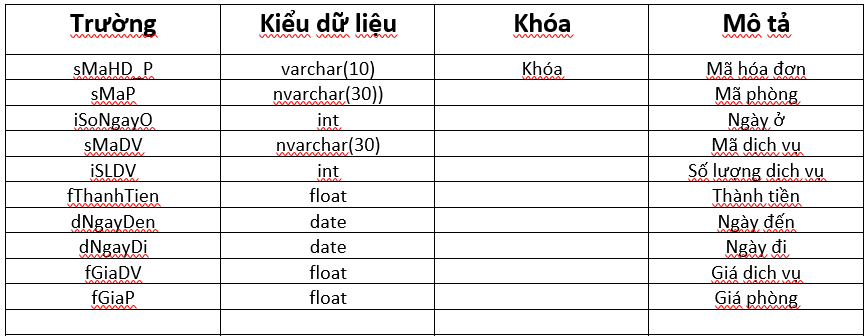 Trường Kiểu dữ liệu Khóa Mô tả
sMaHD_P varchar(10) Khóa Mã hóa đơn
sMaP nvarchar(30)) Mã phòng
iSoNgayO int Ngày ở
sMaDV nvarchar(30) Mã dịch vụ
iSLDV int Số lượng dịch vụ
fThanhTien float Thành tiền
dNgayDen date Ngày đến
dNgayDi date Ngày đi
fGiaDV float Giá dịch vụ
fGiaP float Giá phòng